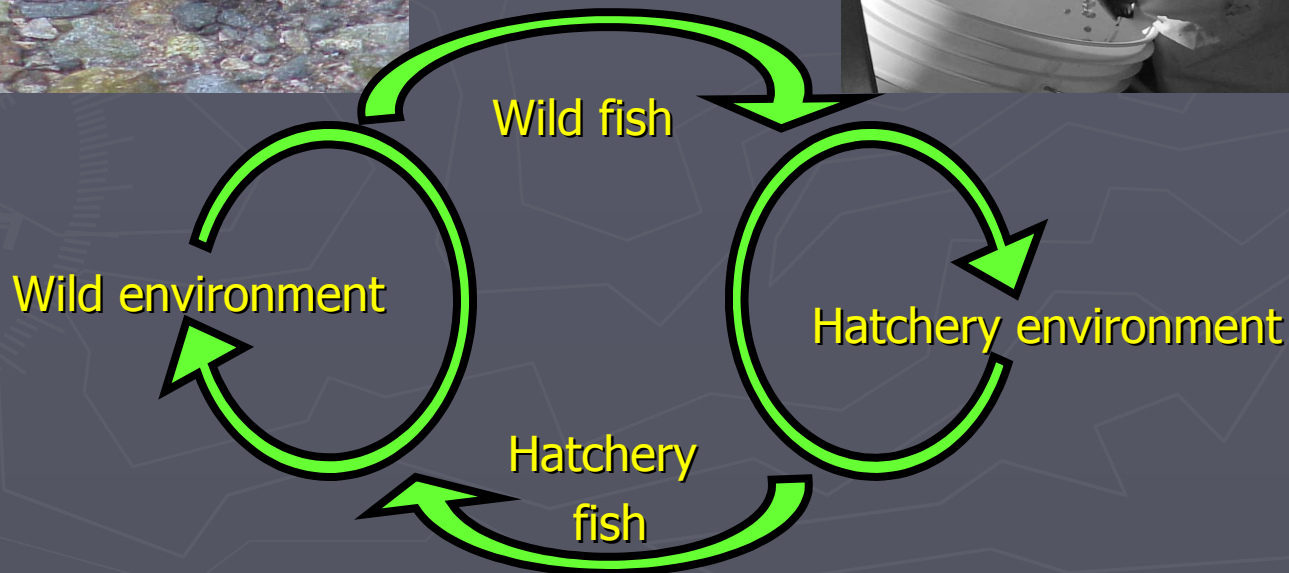 Wild fish
Wild environment
Hatchery environment
Hatchery
fish